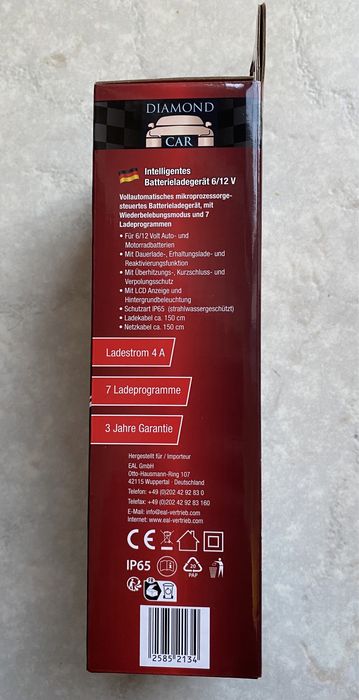 DIAMOND
CAR
Intelligentes
Batterieladegerät 6/12 V
Vollautomatisches mikroprozessorge-
steuertes Batterieladegerät, mit
Wiederbelebungsmodus und 7
Ladeprogrammen
• Für 6/12 Volt Auto- und
Motorradbatterien
• Mit Dauerlade-, Erhaltungslade- und
Reaktivierungsfunktion
• Mit Überhitzungs-, Kurzschluss- und
Verpolungsschutz
• Mit LCD Anzeige und
Hintergrundbeleuchtung
• Schutzart IP65 (strahlwassergeschützt)
• Ladekabel ca. 150 cm
• Netzkabel ca. 150 cm
Ladestrom 4 A
7 Ladeprogramme
3 Jahre Garantie
Hergestellt für / Importeur
EAL GmbH
Otto-Hausmann-Ring 107
42115 Wuppertal · Deutschland
Telefon: +49 (0)202 42 92 83 0
Telefax: +49 (0)202 42 92 83 160
E-Mail: info@eal-vertrieb.com
Internet: www.eal-vertrieb.com
CE
IP65
20
PAP
FR
2585 2134